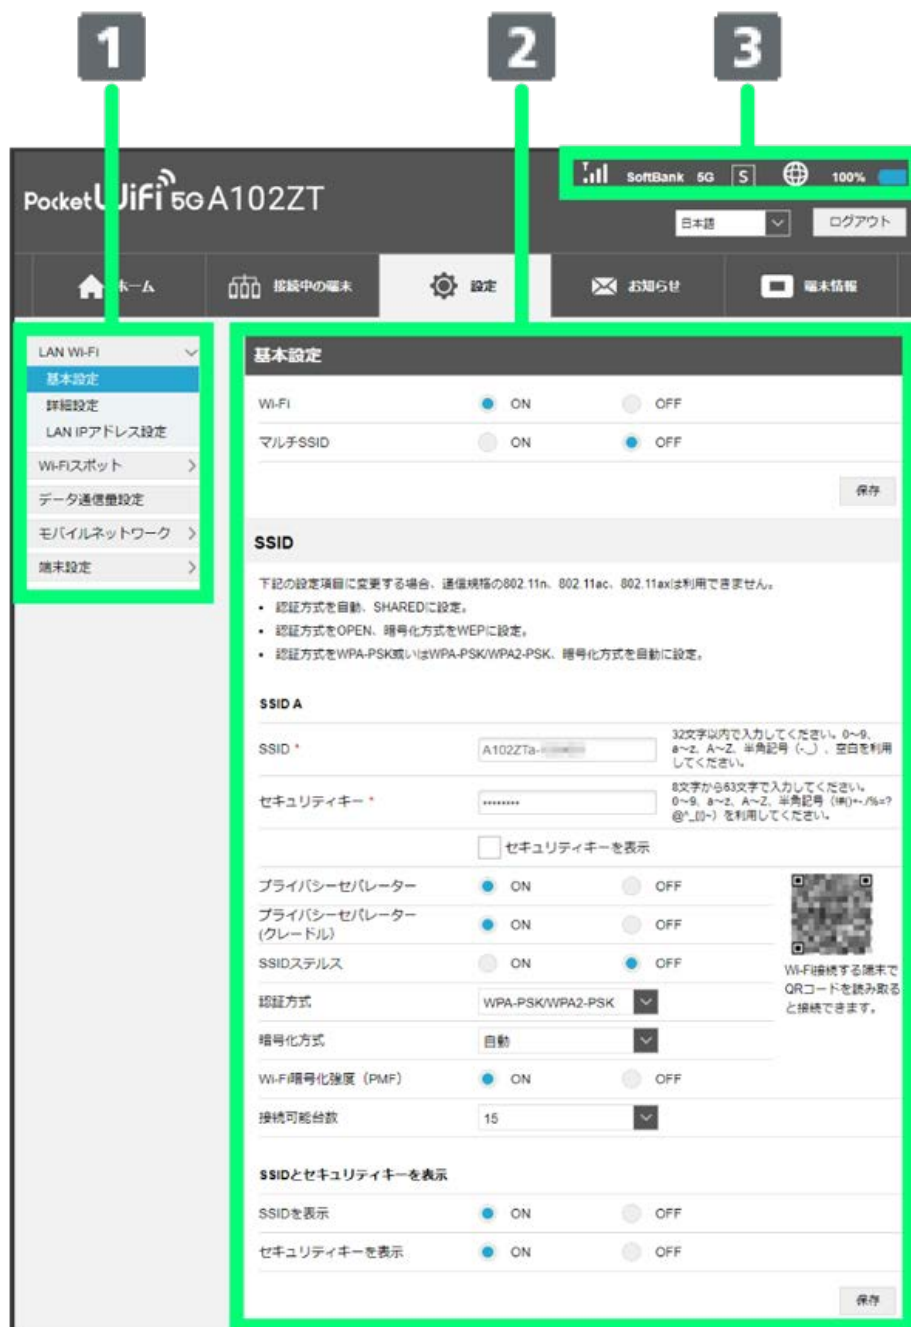 1 2 3
SoftBank 5G S 100%
Pocket WiFi 5G A102ZT
日本語 ログアウト
ホーム 接続中の端末 設定 お知らせ 端末情報
LAN Wi-Fi
基本設定
詳細設定
LAN IPアドレス設定
Wi-Fiスポット
データ通信量設定
モバイルネットワーク
端末設定
基本設定
Wi-Fi ON OFF
マルチSSID ON OFF
保存
SSID
下記の設定項目に変更する場合、通信規格の802.11n、802.11ac、802.11axは利用できません。
• 認証方式を自動、SHAREDに設定。
• 認証方式をOPEN、暗号化方式をWEPに設定。
• 認証方式をWPA-PSK或いはWPA-PSK/WPA2-PSK、暗号化方式を自動に設定。
SSID A
SSID * A102ZTa-
32文字以内で入力してください。0～9、
a～z、A～Z、半角記号（-._）、空白を利用
してください。
セキュリティキー * ••••••••
8文字から63文字で入力してください。
0～9、a～z、A～Z、半角記号
を利用してください。
セキュリティキーを表示
プライバシーセパレーター ON OFF
プライバシーセパレーター
(クレードル) ON OFF
SSIDステルス ON OFF
Wi-Fi接続する端末で
QRコードを読み取る
と接続できます。
認証方式 WPA-PSK/WPA2-PSK
暗号化方式 自動
Wi-Fi暗号化強度（PMF） ON OFF
接続可能台数 15
SSIDとセキュリティキーを表示
SSIDを表示 ON OFF
セキュリティキーを表示 ON OFF
保存